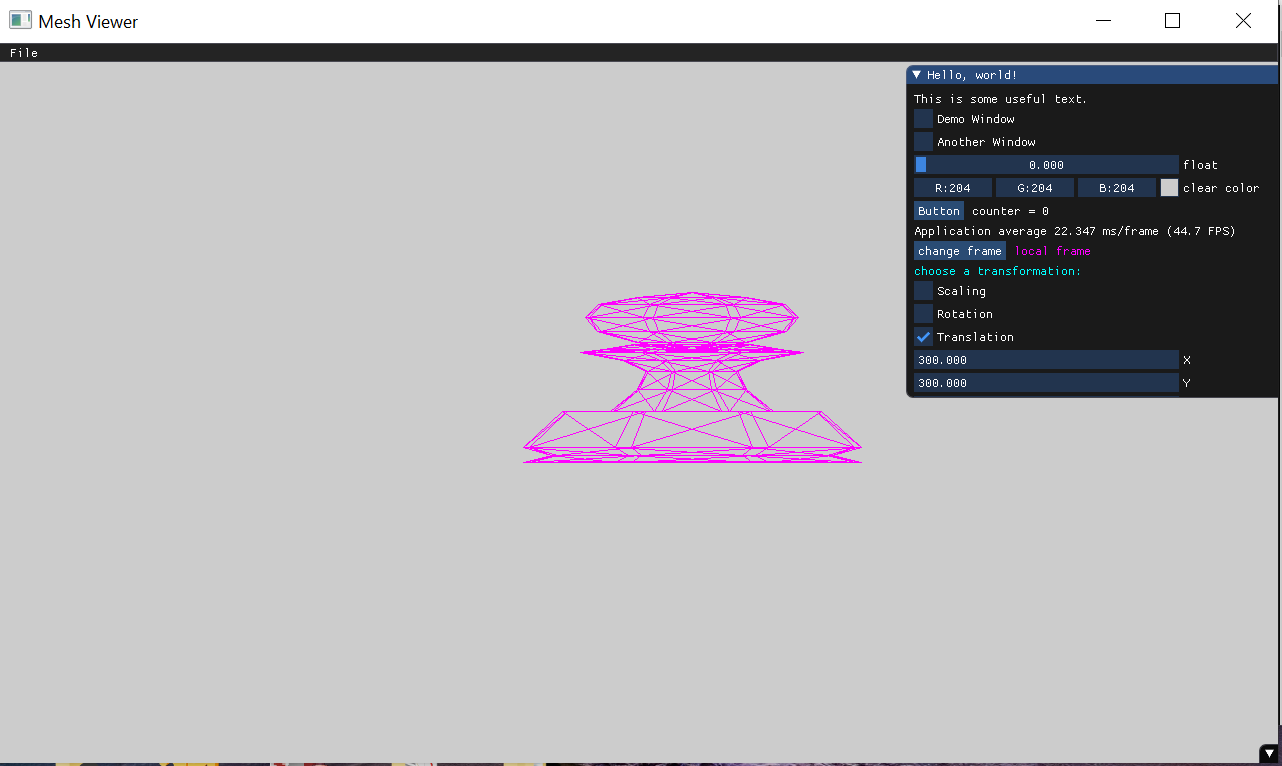 Mesh Viewer
File
Hello, world!
This is some useful text.
Demo Window
Another Window
0.000 float
R:204 G:204 B:204 clear color
Button counter = 0
Application average 22.347 ms/frame (44.7 FPS)
change frame local frame
choose a transformation:
Scaling
Rotation
Translation
300.000 X
300.000 Y